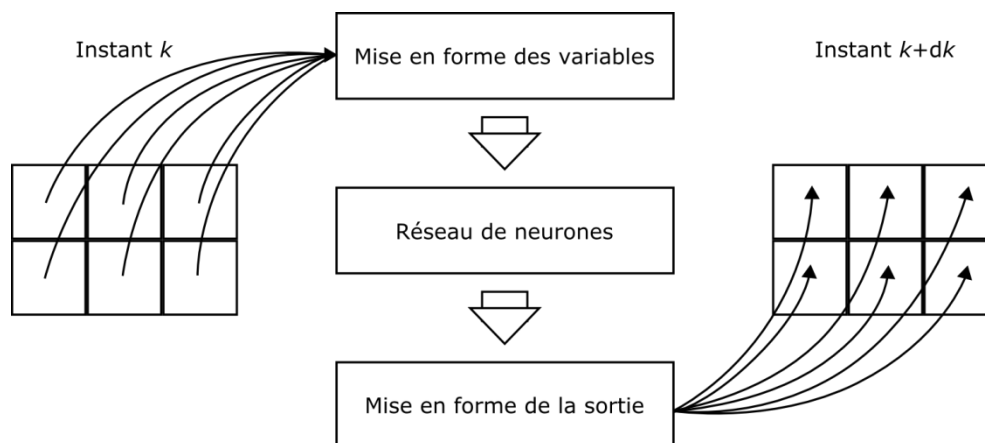 Instant k
Mise en forme des variables
Instant k+dk
Réseau de neurones
Mise en forme de la sortie